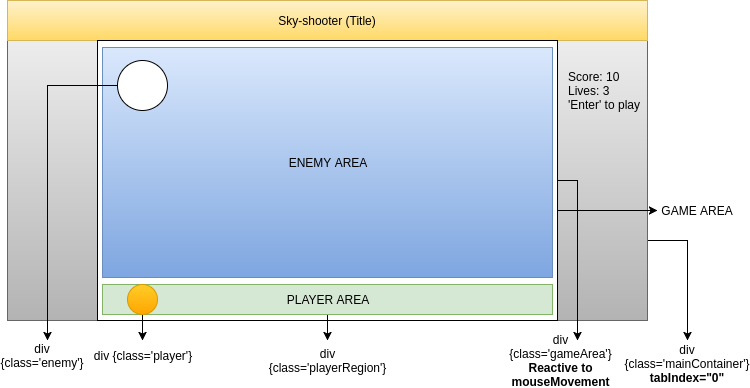 Sky-shooter (Title)
Score: 10
Lives: 3
'Enter' to play
ENEMY AREA
GAME AREA
PLAYER AREA
div
{class='enemy}
div {class='player'}
div
{class='playerRegion'}
div
{class='gameArea'}
Reactive to
mouseMovement
div
{class='mainContainer'}
tabIndex="0"